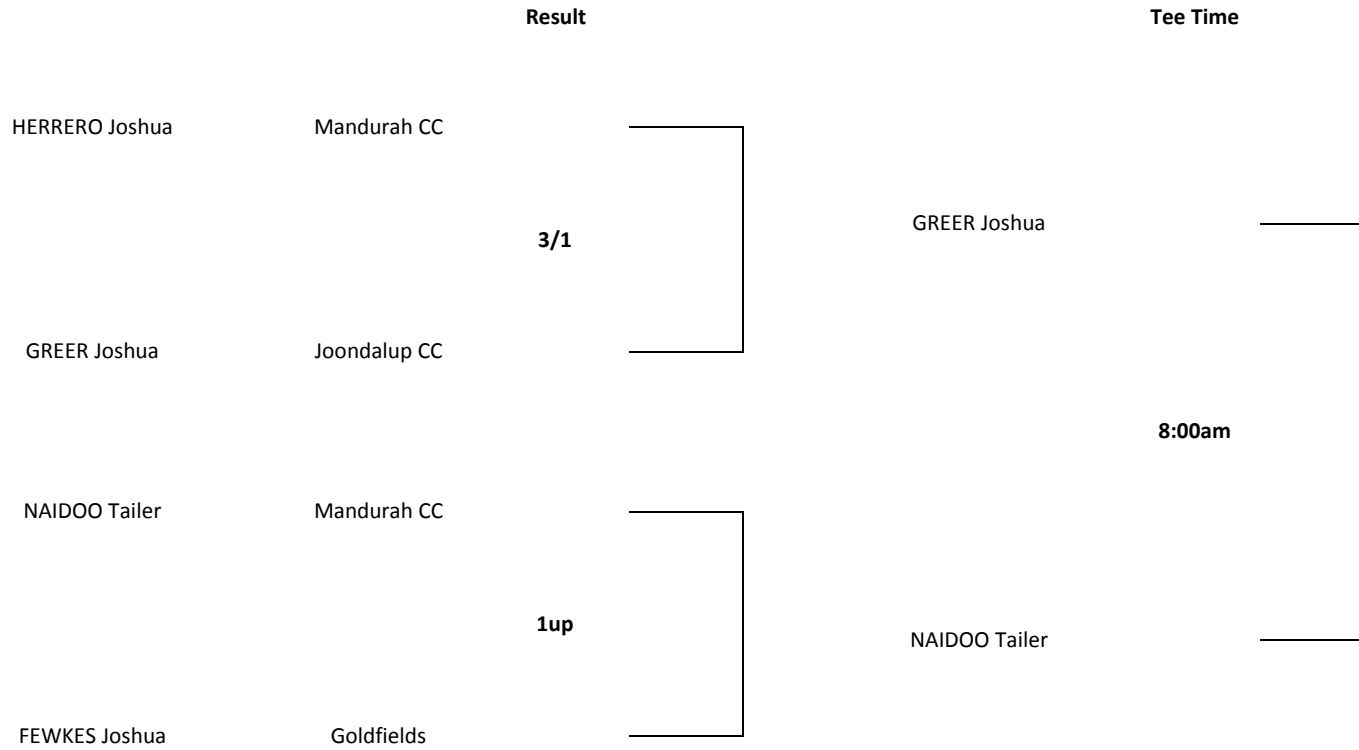 Result Tee Time
HERRERO Joshua Mandurah CC
GREER Joshua
3/1
GREER Joshua Joondalup CC
8:00am
NAIDOO Tailer Mandurah CC
1up
NAIDOO Tailer
FEWKES Joshua Goldfields